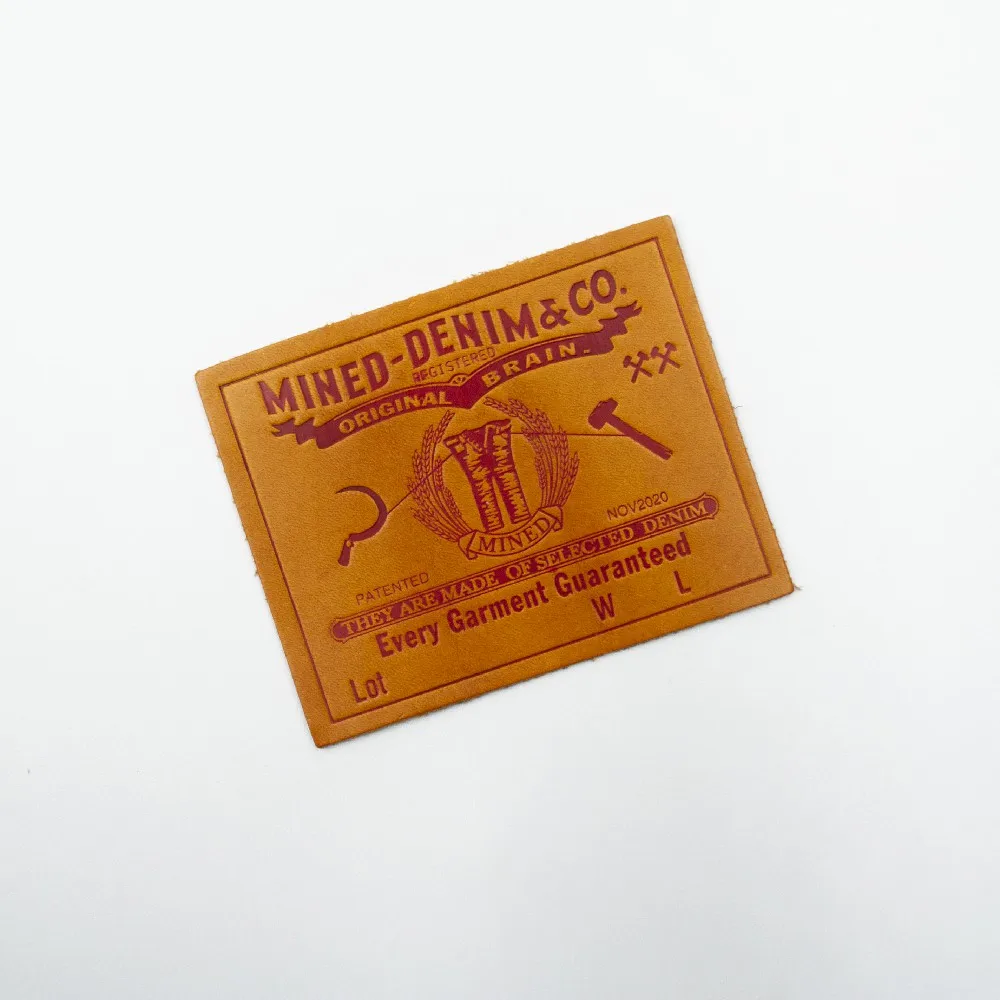 MINED-DENIM&CO.
REGISTERED
ORIGINAL BRAIN.
MINED
NOV2020
PATENTED
THEY ARE MADE OF SELECTED DENIM
Every Garment Guaranteed
W L
Lot